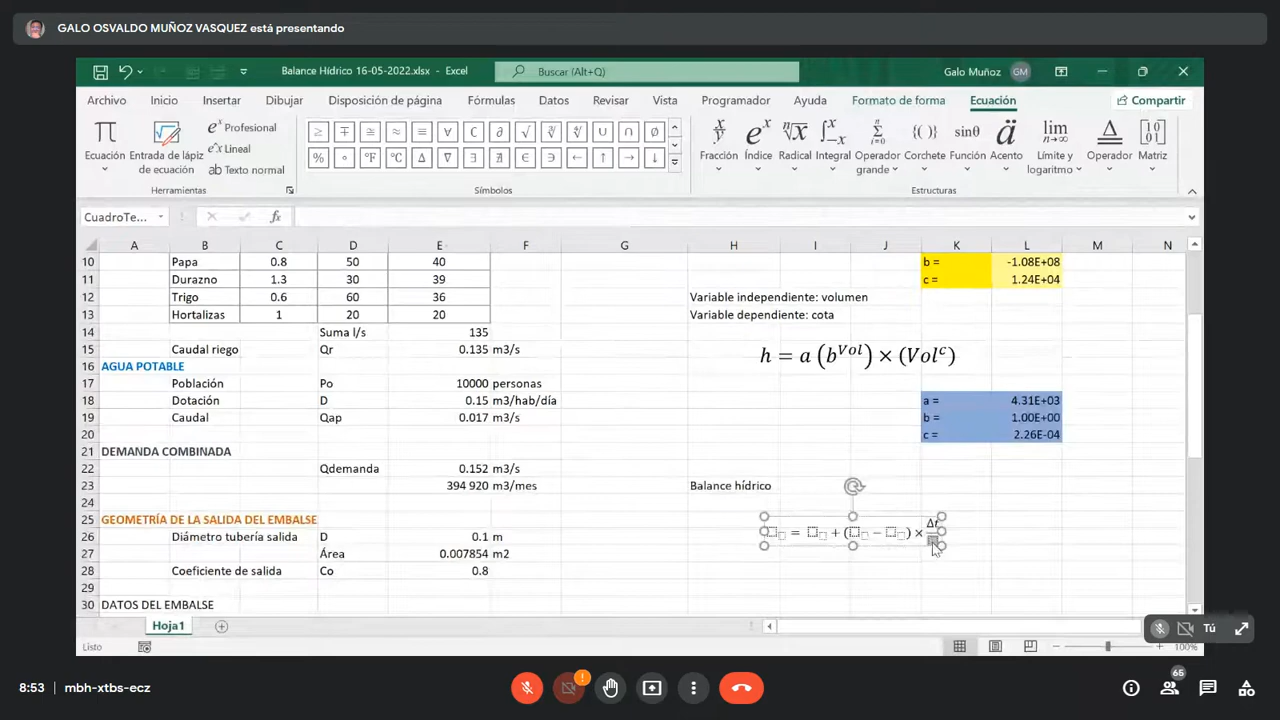 GALO OSVALDO MUÑOZ VASQUEZ está presentando
Balance Hídrico 16-05-2022.xlsx - Excel
Buscar (Alt+Q)
Galo Muñoz GM
Archivo Inicio Insertar Dibujar Disposición de página Fórmulas Datos Revisar Vista Programador Ayuda Formato de forma Ecuación Compartir
Profesional
Lineal
Texto normal
Ecuación Entrada de lápiz de ecuación
Fracción Índice Radical Integral Operador grande Corchete Función Acento Límite y logaritmo Operador Matriz
Herramientas Símbolos Estructuras
CuadroTe... fx
A B C D E F G H I J K L M N
10 Papa 0.8 50 40 b = -1.08E+08
11 Durazno 1.3 30 39 c = 1.24E+04
12 Trigo 0.6 60 36 Variable independiente: volumen
13 Hortalizas 1 20 20 Variable dependiente: cota
14 Suma l/s 135
15 Caudal riego Qr 0.135 m3/s
h = a (b^Vol) × (Vol^c)
16 AGUA POTABLE
17 Población Po 10000 personas
18 Dotación D 0.15 m3/hab/día a = 4.31E+03
19 Caudal Qap 0.017 m3/s b = 1.00E+00
20 c = 2.26E-04
21 DEMANDA COMBINADA
22 Qdemanda 0.152 m3/s
23 394 920 m3/mes Balance hídrico
24
25 GEOMETRÍA DE LA SALIDA DEL EMBALSE
26 Diámetro tubería salida D 0.1 m
27 Área 0.007854 m2
28 Coeficiente de salida Co 0.8
29
30 DATOS DEL EMBALSE
Hoja1
Tú
Listo 100%
8:53 mbh-xtbs-ecz
65